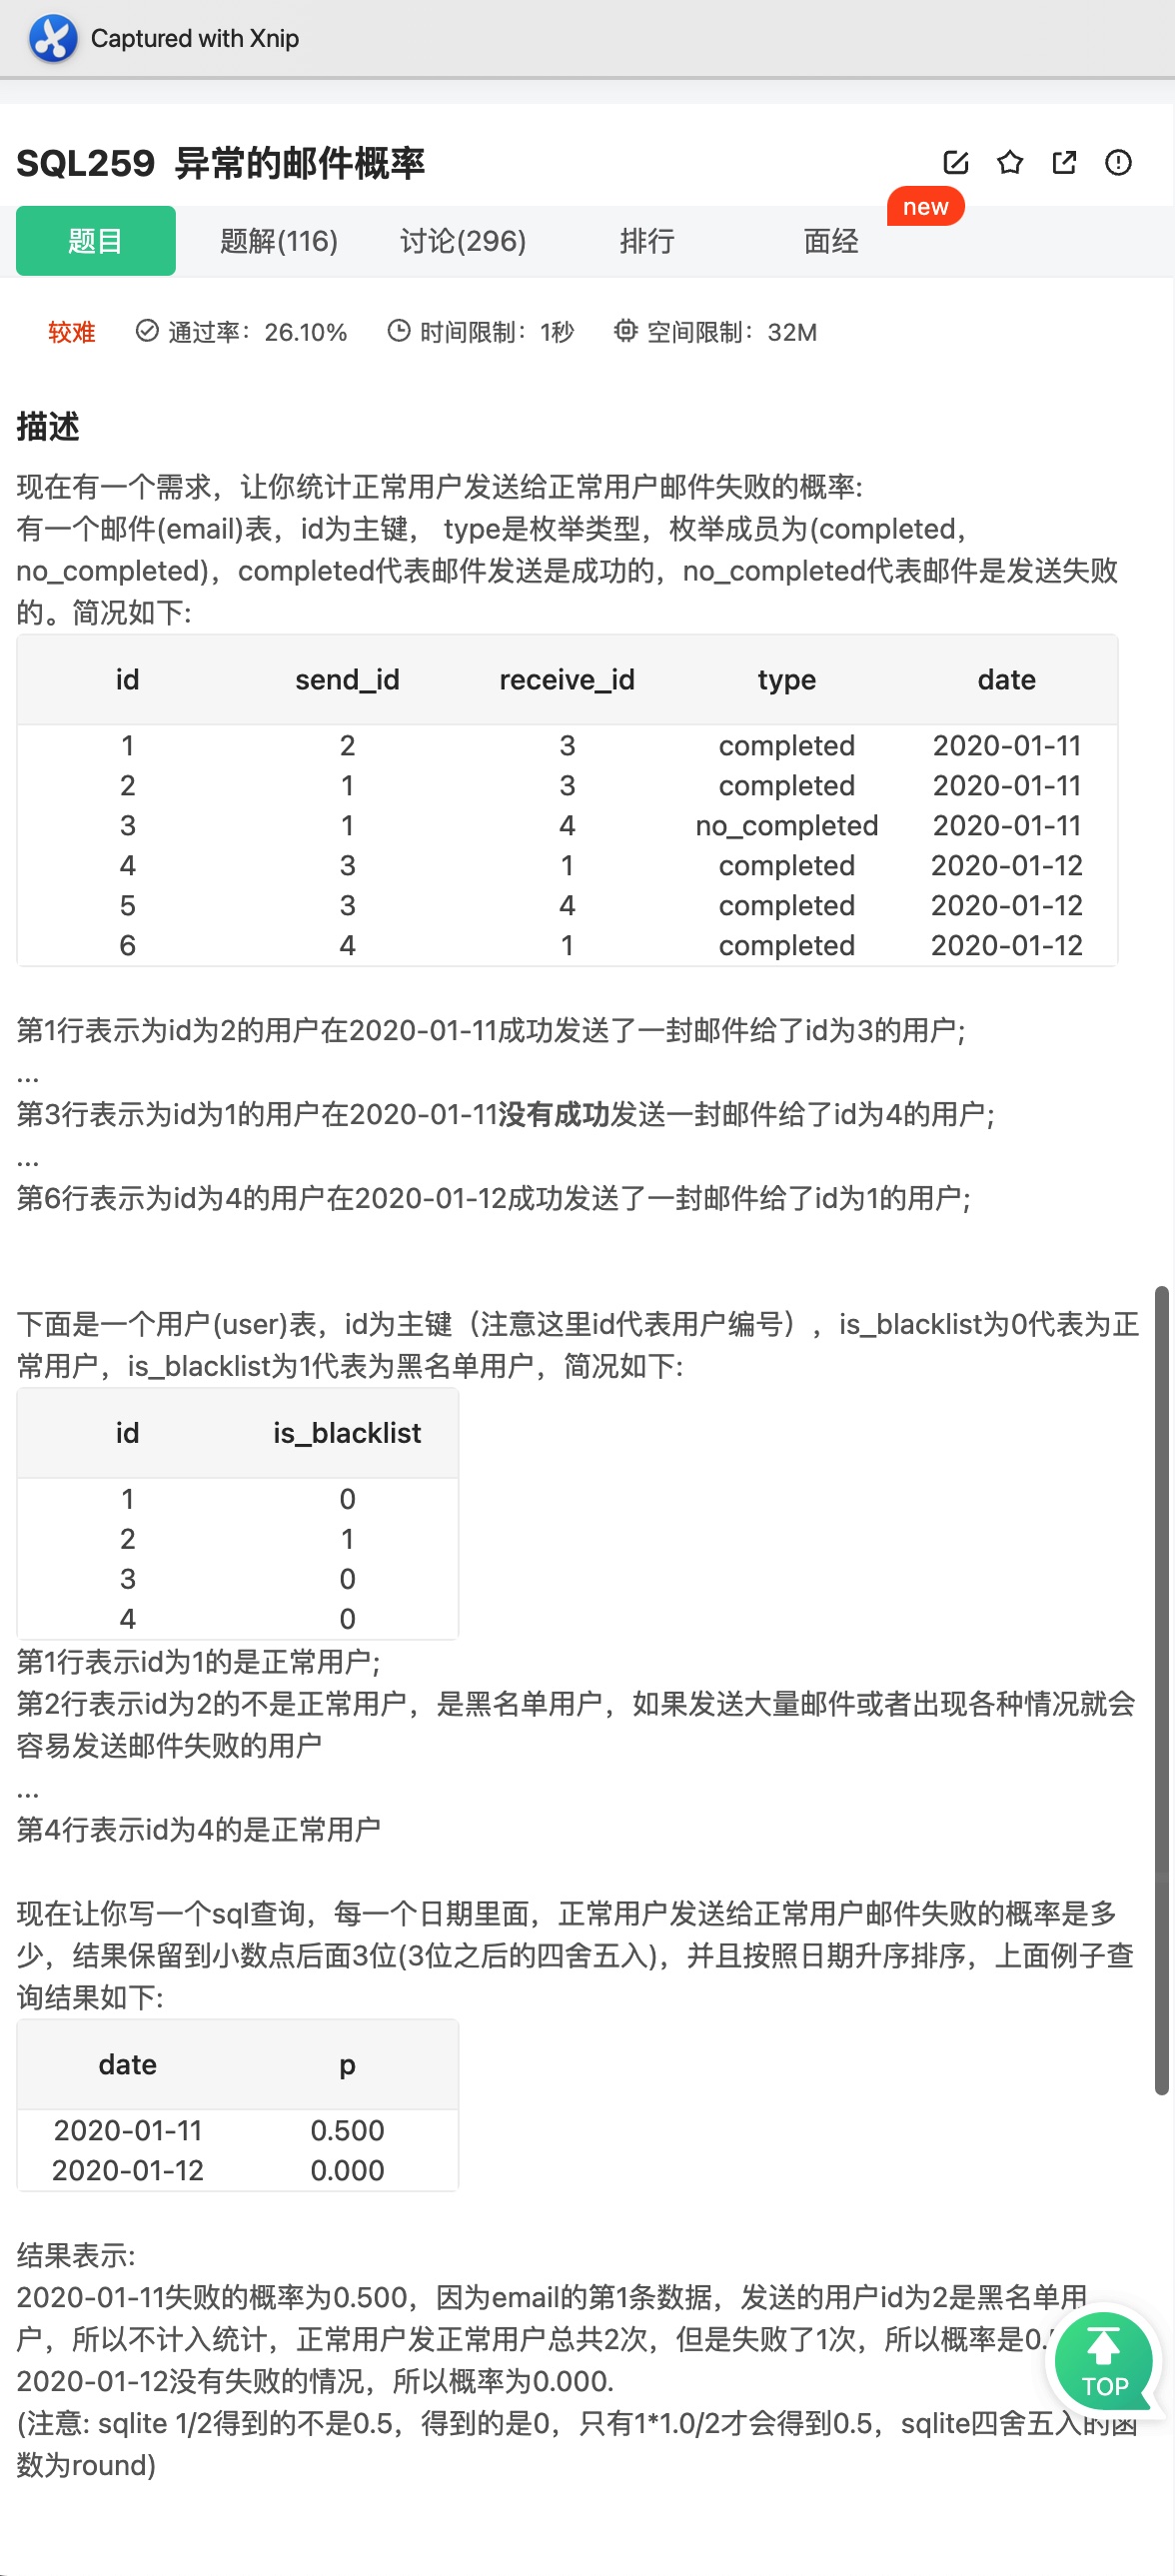 Captured with Xnip
SQL259 异常的邮件概率
new
题目 题解(116) 讨论(296) 排行 面经
较难 通过率：26.10% 时间限制：1秒 空间限制：32M
描述
现在有一个需求，让你统计正常用户发送给正常用户邮件失败的概率:
有一个邮件(email)表，id为主键， type是枚举类型，枚举成员为(completed，
no_completed)，completed代表邮件发送是成功的，no_completed代表邮件是发送失败
的。简况如下:
id send_id receive_id type date
1 2 3 completed 2020-01-11
2 1 3 completed 2020-01-11
3 1 4 no_completed 2020-01-11
4 3 1 completed 2020-01-12
5 3 4 completed 2020-01-12
6 4 1 completed 2020-01-12
第1行表示为id为2的用户在2020-01-11成功发送了一封邮件给了id为3的用户;
...
第3行表示为id为1的用户在2020-01-11没有成功发送一封邮件给了id为4的用户;
...
第6行表示为id为4的用户在2020-01-12成功发送了一封邮件给了id为1的用户;
下面是一个用户(user)表，id为主键（注意这里id代表用户编号），is_blacklist为0代表为正
常用户，is_blacklist为1代表为黑名单用户，简况如下:
id is_blacklist
1 0
2 1
3 0
4 0
第1行表示id为1的是正常用户;
第2行表示id为2的不是正常用户，是黑名单用户，如果发送大量邮件或者出现各种情况就会
容易发送邮件失败的用户
...
第4行表示id为4的是正常用户
现在让你写一个sql查询，每一个日期里面，正常用户发送给正常用户邮件失败的概率是多
少，结果保留到小数点后面3位(3位之后的四舍五入)，并且按照日期升序排序，上面例子查
询结果如下:
date p
2020-01-11 0.500
2020-01-12 0.000
结果表示:
2020-01-11失败的概率为0.500，因为email的第1条数据，发送的用户id为2是黑名单用
户，所以不计入统计，正常用户发正常用户总共2次，但是失败了1次，所以概率是0.
2020-01-12没有失败的情况，所以概率为0.000.
TOP
(注意: sqlite 1/2得到的不是0.5，得到的是0，只有1*1.0/2才会得到0.5，sqlite四舍五入的函
数为round)